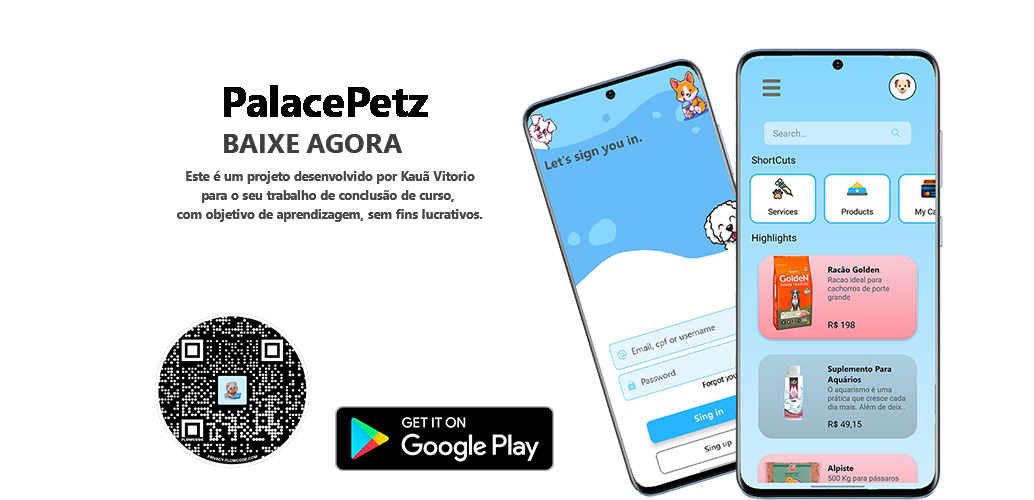 PalacePetz
BAIXE AGORA
Este é um projeto desenvolvido por Kauã Vitorio
para o seu trabalho de conclusão de curso,
com objetivo de aprendizagem, sem fins lucrativos.
FLOWCODE
PRIVACY.FLOWCODE.COM
GET IT ON
Google Play
Let's sign you in.
Email, cpf or username
Password
Forgot you
Sing in
Sing up
Search...
ShortCuts
Services
Products
My Ca
Highlights
GoldeN
POWER TRAINING
Racão Golden
Racao ideal para
cachorros de porte
grande
R$ 198
Suplemento Para
Aquários
O aquarismo é uma
prática que cresce cada
dia mais. Além de deix..
R$ 49,15
Alpiste
500 Kg para pássaros